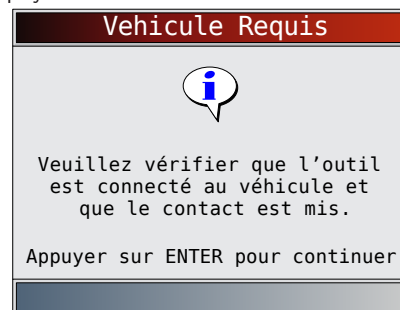 Vehicule Requis
Veuillez vérifier que l'outil
est connecté au véhicule et
que le contact est mis.
Appuyer sur ENTER pour continuer